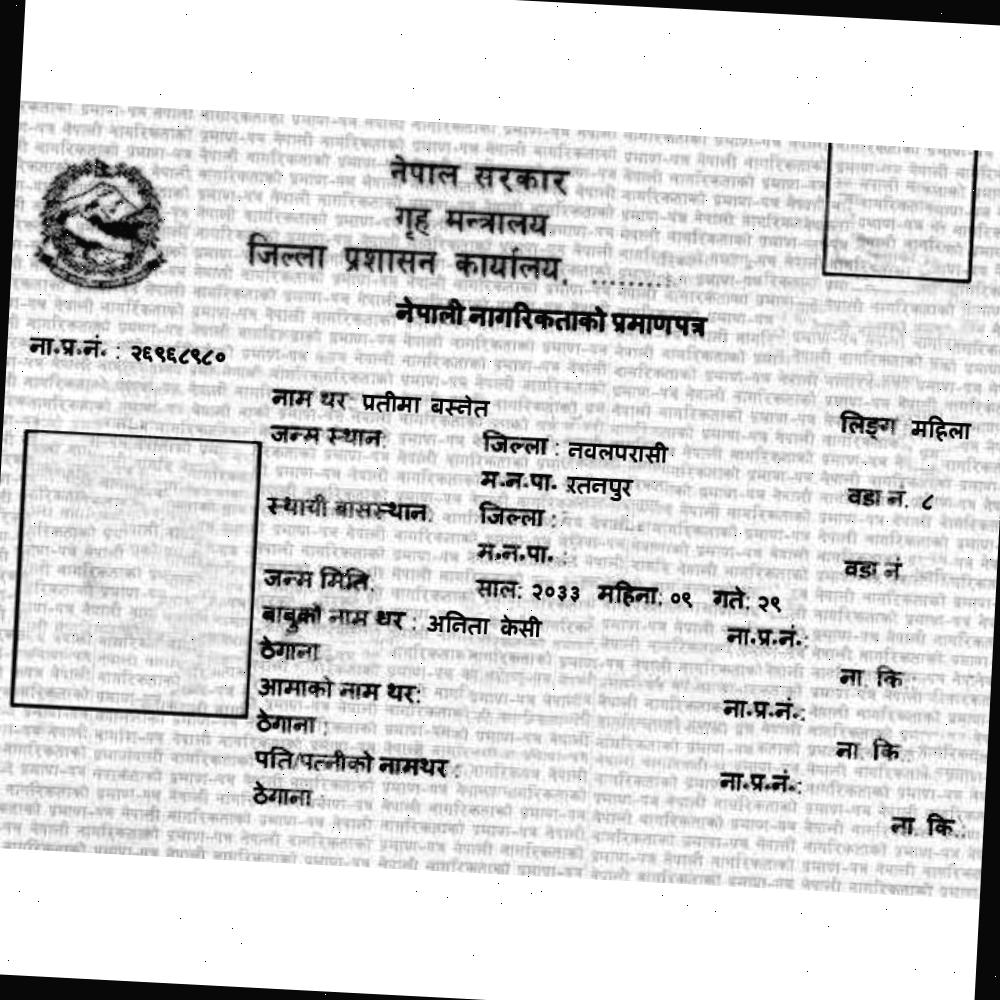 नेपाल सरकार
गृह मन्त्रालय
जिल्ला प्रशासन कार्यालय, ........:
नेपाली नागरिकताको प्रमाणपत्र
ना.प्र.नं. : २६९६८९८०
नाम थर: प्रतीमा बस्नेत लिङ्ग महिला
जन्म स्थान: जिल्ला : नवलपरासी
म.न.पा. रतनपुर वडा नं. ८
स्थायी बासस्थान: जिल्ला :
म.न.पा. : वडा नं
जन्म मिति: साल: २०३३ महिना: ०९ गते: २९
बाबुको नाम थर : अनिता केसी ना.प्र.नं.:
ठेगाना ना. कि :
आमाको नाम थर: ना.प्र.नं.:
ठेगाना : ना. कि
पति/पत्नीको नामथर : ना.प्र.नं.:
ठेगाना ना. कि.: